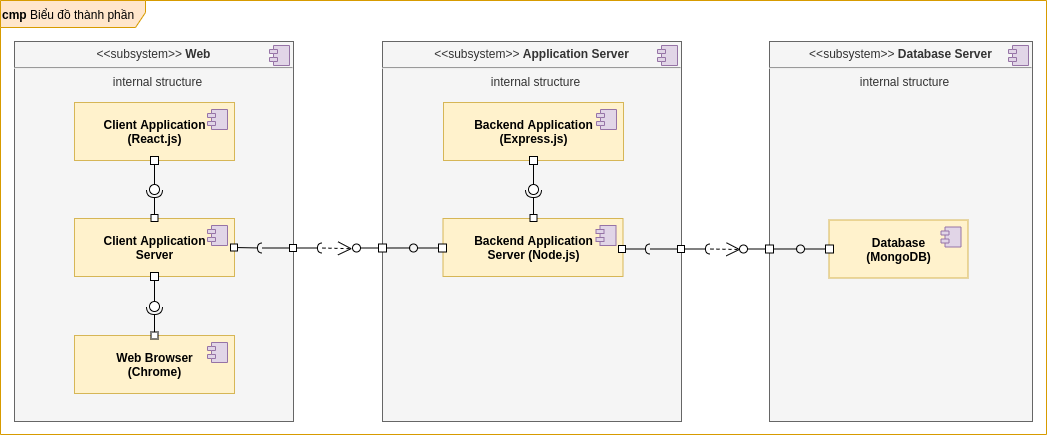 cmp Biểu đồ thành phần
<<subsystem>> Web
internal structure
Client Application
(React.js)
Client Application
Server
Web Browser
(Chrome)
<<subsystem>> Application Server
internal structure
Backend Application
(Express.js)
Backend Application
Server (Node.js)
<<subsystem>> Database Server
internal structure
Database
(MongoDB)